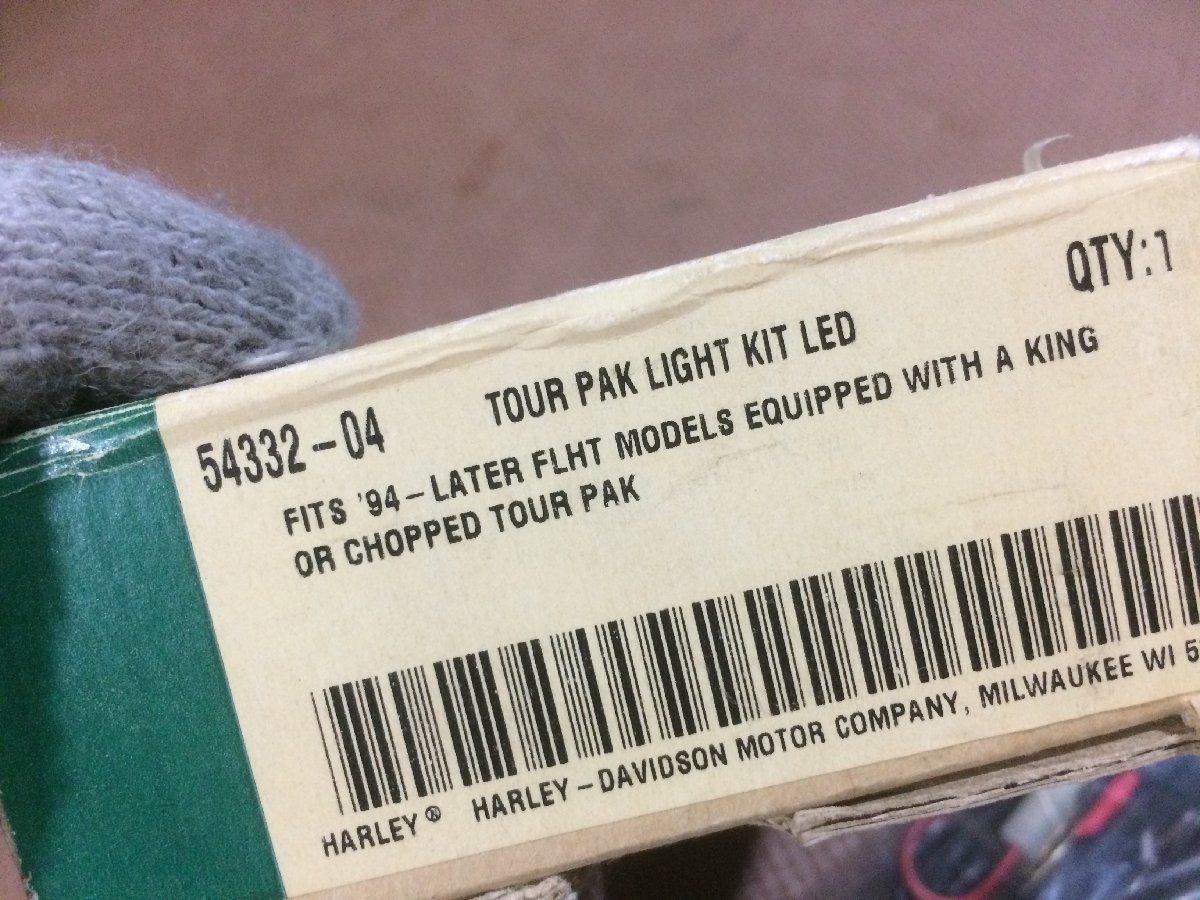 QTY:1
54332-04 TOUR PAK LIGHT KIT LED
FITS '94-LATER FLHT MODELS EQUIPPED WITH A KING
OR CHOPPED TOUR PAK
HARLEY® HARLEY-DAVIDSON MOTOR COMPANY, MILWAUKEE WI 5